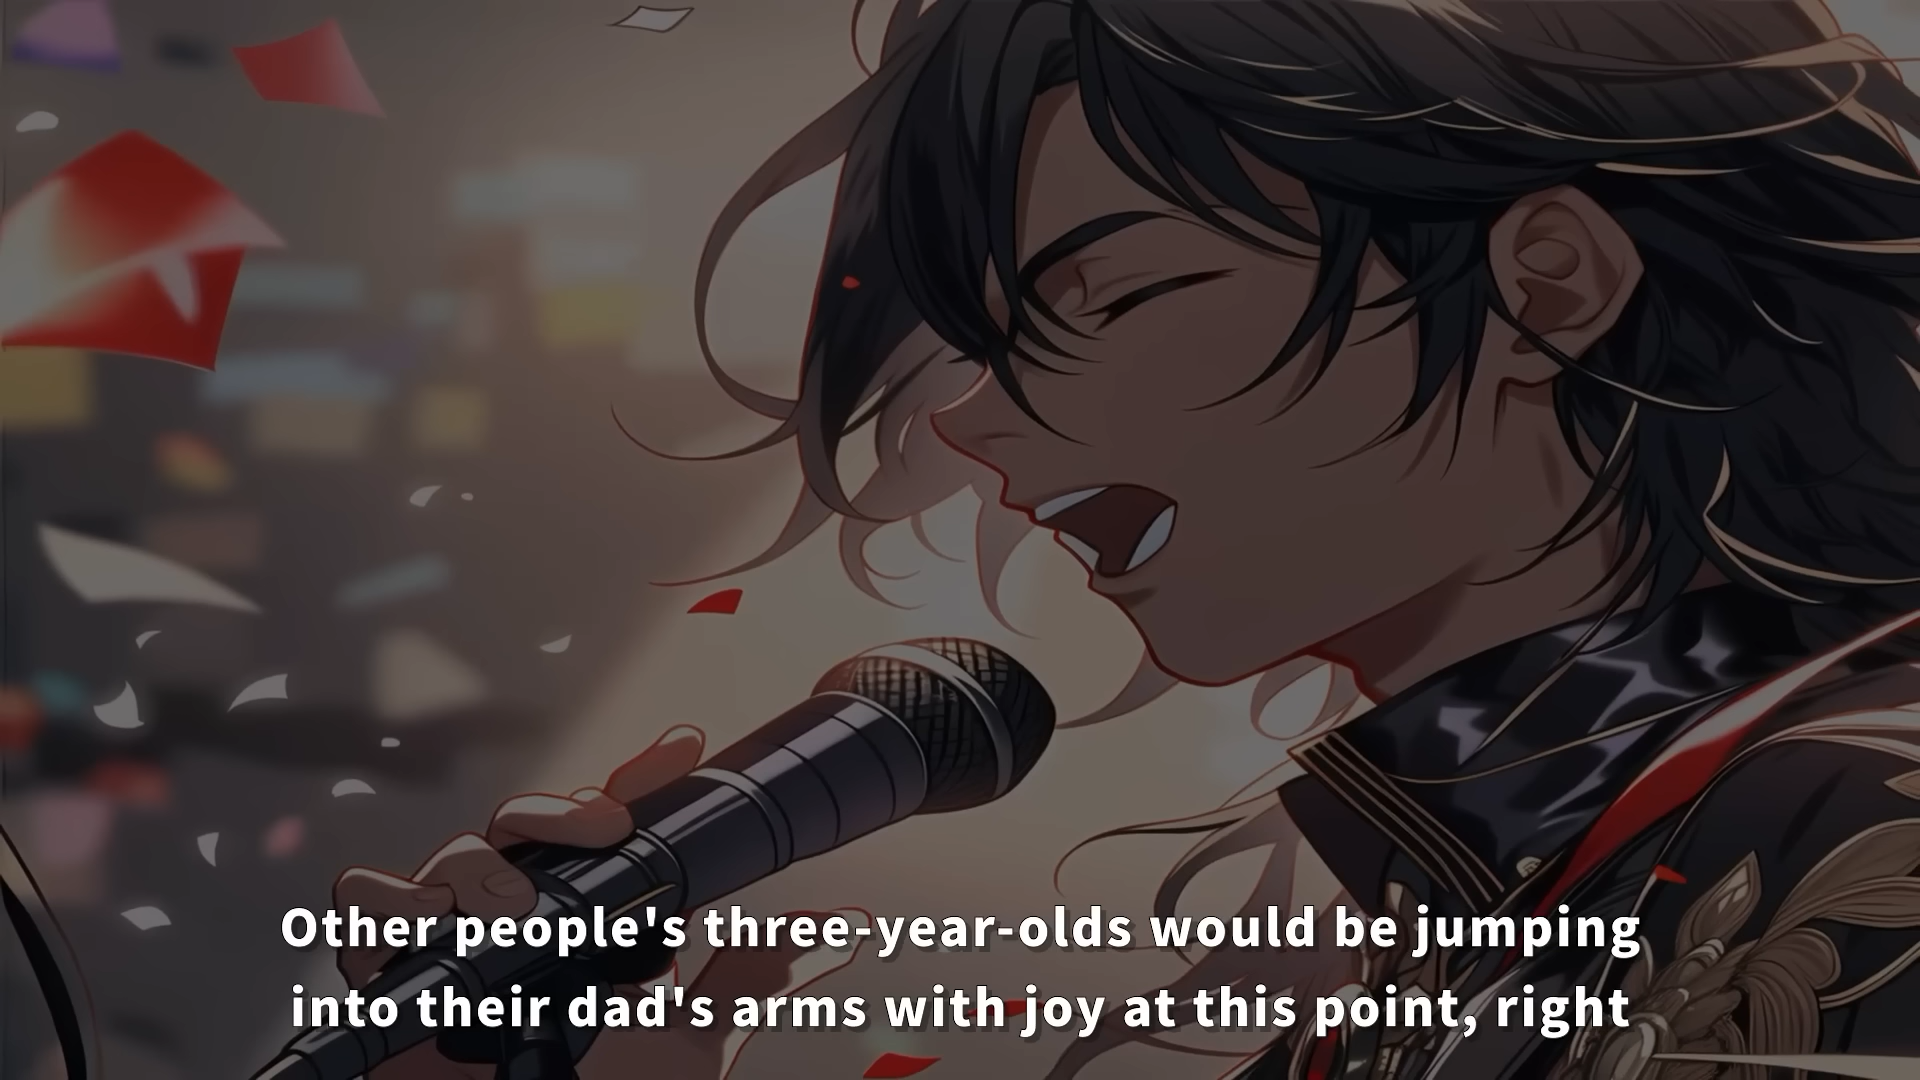 Other people's three-year-olds would be jumping
into their dad's arms with joy at this point, right